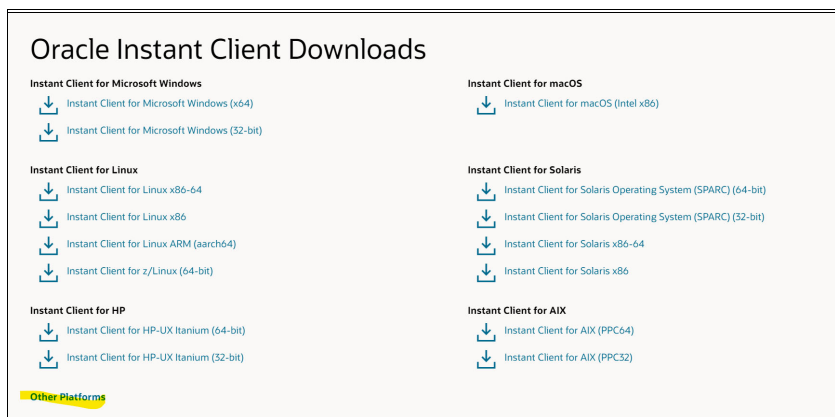 Oracle Instant Client Downloads
Instant Client for Microsoft Windows
Instant Client for Microsoft Windows (x64)
Instant Client for Microsoft Windows (32-bit)
Instant Client for macOS
Instant Client for macOS (Intel x86)
Instant Client for Linux
Instant Client for Linux x86-64
Instant Client for Linux x86
Instant Client for Linux ARM (aarch64)
Instant Client for z/Linux (64-bit)
Instant Client for Solaris
Instant Client for Solaris Operating System (SPARC) (64-bit)
Instant Client for Solaris Operating System (SPARC) (32-bit)
Instant Client for Solaris x86-64
Instant Client for Solaris x86
Instant Client for HP
Instant Client for HP-UX Itanium (64-bit)
Instant Client for HP-UX Itanium (32-bit)
Instant Client for AIX
Instant Client for AIX (PPC64)
Instant Client for AIX (PPC32)
Other Platforms